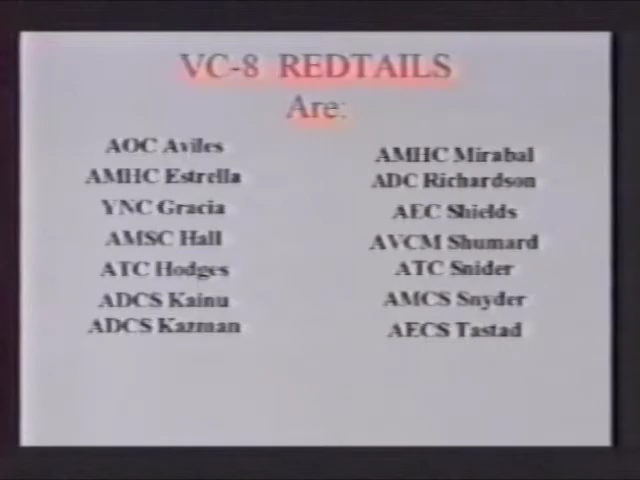 VC-8 REDTAILS
Are:
AOC Aviles
AMHC Estrella
YNC Gracia
AMSC Hall
ATC Hodges
ADCS Kainu
ADCS Kazman
AMHC Mirabal
ADC Richardson
AEC Shields
AVCM Shumard
ATC Snider
AMCS Snyder
AECS Tastad